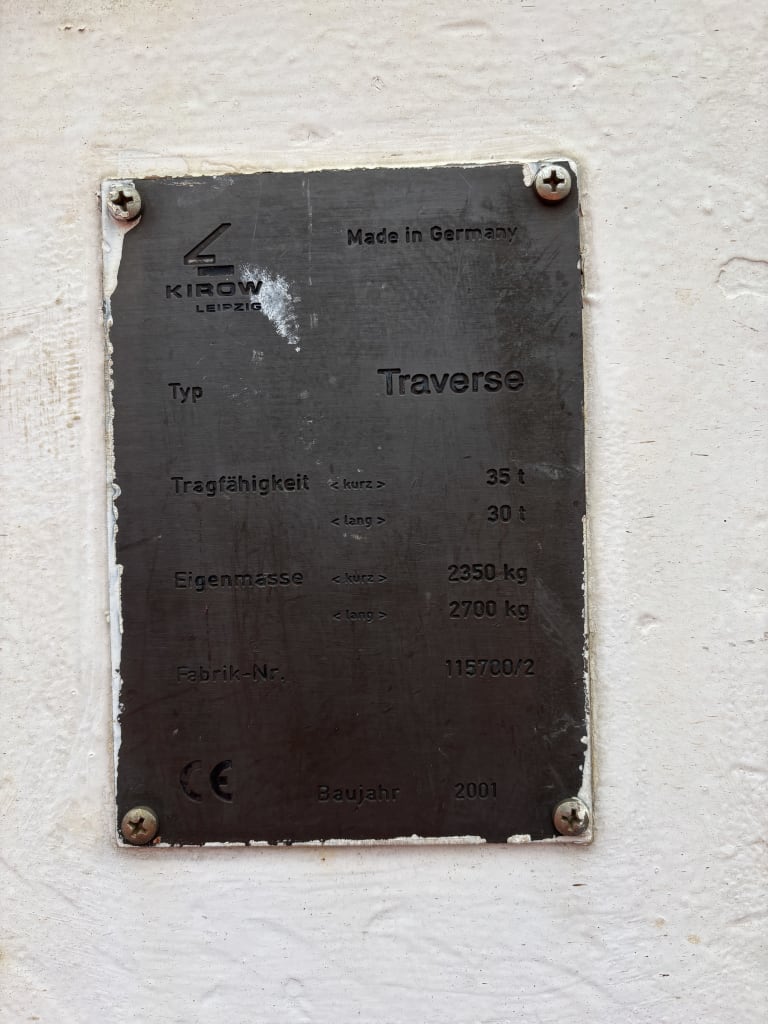 Made in Germany
KIROW
LEIPZIG
Typ Traverse
Tragfähigkeit < kurz > 35 t
< lang > 30 t
Eigenmasse < kurz > 2350 kg
< lang > 2700 kg
Fabrik-Nr. 115700/2
CE Baujahr 2001